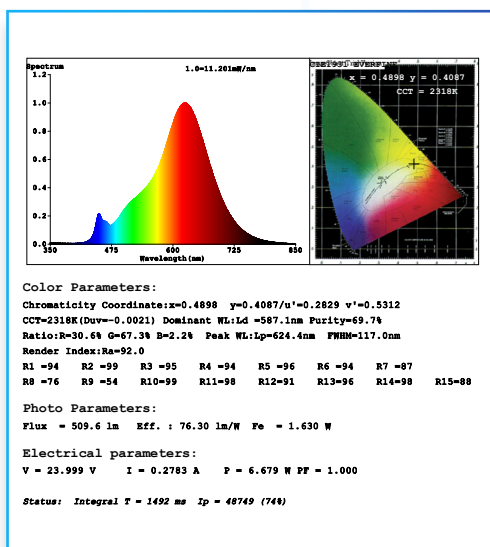 Spectrum
1.0=11.201mW/nm
1.2
1.0
0.8
0.6
0.4
0.2
0.0
350 475 600 725 850
Wavelength(nm)
x = 0.4898 y = 0.4087
CCT = 2318K
Color Parameters:
Chromaticity Coordinate:x=0.4898 y=0.4087/u'=0.2829 v'=0.5312
CCT=2318K(Duv=-0.0021) Dominant WL:Ld =587.1nm Purity=69.7%
Ratio:R=30.6% G=67.3% B=2.2% Peak WL:Lp=624.4nm FWHM=117.0nm
Render Index:Ra=92.0
R1 =94 R2 =99 R3 =95 R4 =94 R5 =96 R6 =94 R7 =87
R8 =76 R9 =54 R10=99 R11=98 R12=91 R13=96 R14=98 R15=88
Photo Parameters:
Flux = 509.6 lm Eff. : 76.30 lm/W Fe = 1.630 W
Electrical parameters:
V = 23.999 V I = 0.2783 A P = 6.679 W PF = 1.000
Status: Integral T = 1492 ms Ip = 48749 (74%)